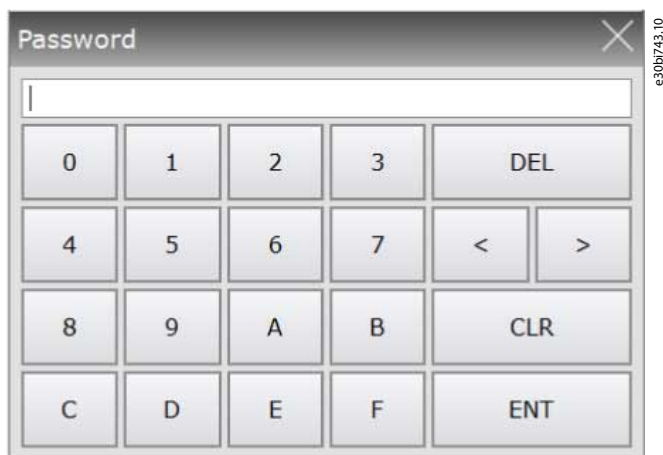 Password
0 1 2 3 DEL
4 5 6 7 < >
8 9 A B CLR
C D E F ENT
e30bi743.10